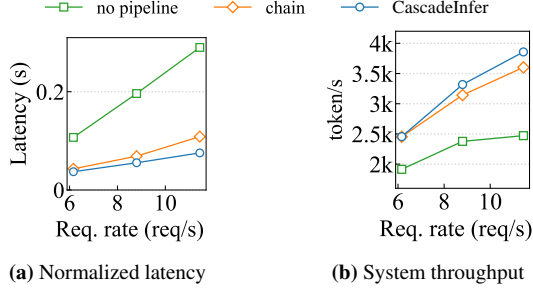 no pipeline chain CascadeInfer
Latency (s)
0.2
0
6 8 10
Req. rate (req/s)
(a) Normalized latency
token/s
4k
3.5k
3k
2.5k
2k
6 8 10
Req. rate (req/s)
(b) System throughput